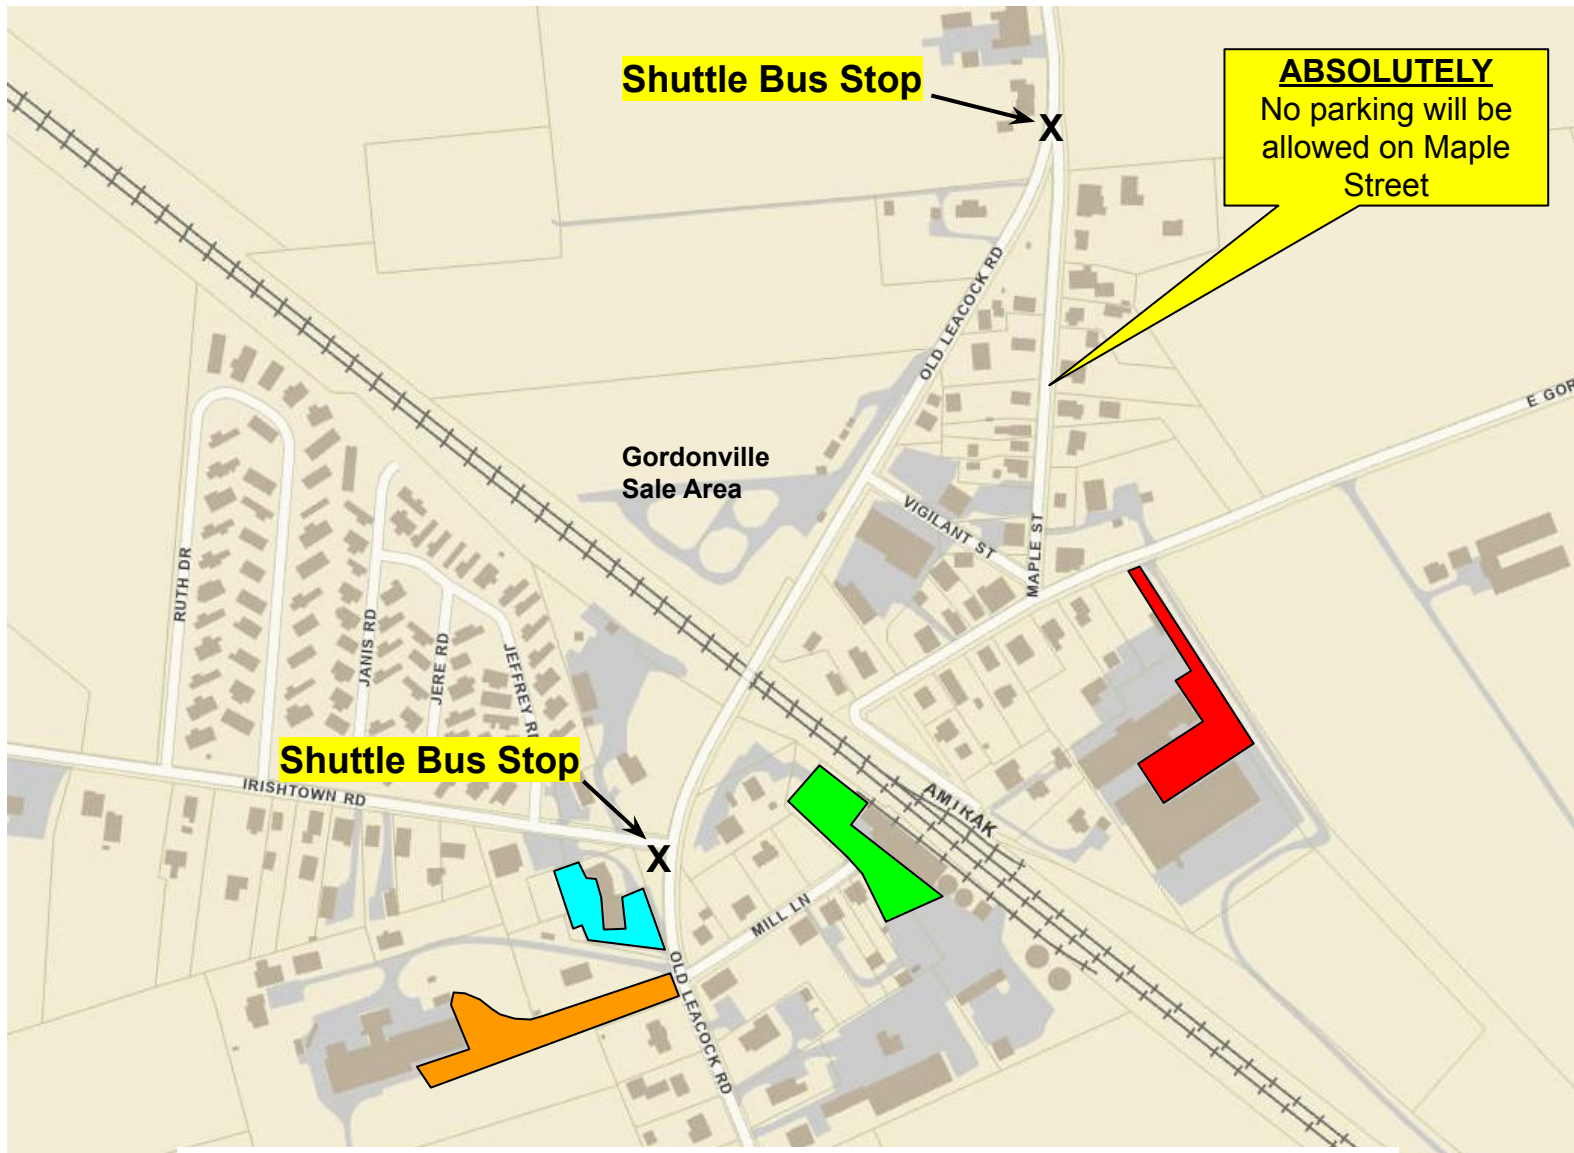 Shuttle Bus Stop
ABSOLUTELY
No parking will be
allowed on Maple
Street
X
OLD LEACOCK RD
E GOR
Gordonville
Sale Area
VIGILANT ST
MAPLE ST
RUTH DR
JANIS RD
JERE RD
JEFFREY RD
Shuttle Bus Stop
IRISHTOWN RD
AMTRAK
X
MILL LN
OLD LEACOCK RD